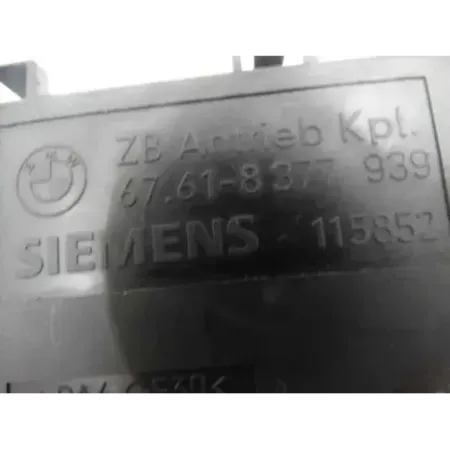 ZB Antrieb Kpl.
67.61-8 377 939
SIEMENS 115852